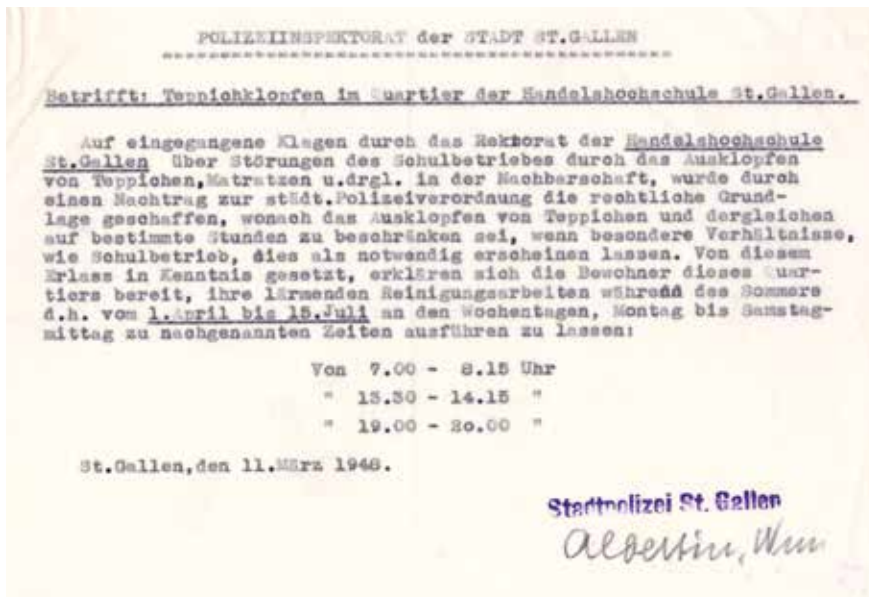 POLIZEIINSPEKTORAT der STADT ST.GALLEN
Betrifft: Teppichklopfen im Quartier der Handelshochschule St.Gallen.
Auf eingegangene Klagen durch das Rektorat der Handelshochschule
St.Gallen über Störungen des Schulbetriebes durch das Ausklopfen
von Teppichen,Matratzen u.drgl. in der Nachbarschaft, wurde durch
einen Nachtrag zur städt.Polizeiverordnung die rechtliche Grund-
lage geschaffen, wonach das Ausklopfen von Teppichen und dergleichen
auf bestimmte Stunden zu beschränken sei, wenn besondere Verhältnisse,
wie Schulbetrieb, dies als notwendig erscheinen lassen. Von diesem
Erlass in Kenntnis gesetzt, erklären sich die Bewohner dieses Quar-
tiers bereit, ihre lärmenden Reinigungsarbeiten während des Sommers
d.h. vom 1.April bis 15.Juli an den Wochentagen, Montag bis Samstag-
mittag zu nachgenannten Zeiten ausführen zu lassen:
Von 7.00 - 8.15 Uhr
" 13.30 - 14.15 "
" 19.00 - 20.00 "
St.Gallen,den 11.März 1948.
Stadtpolizei St. Gallen